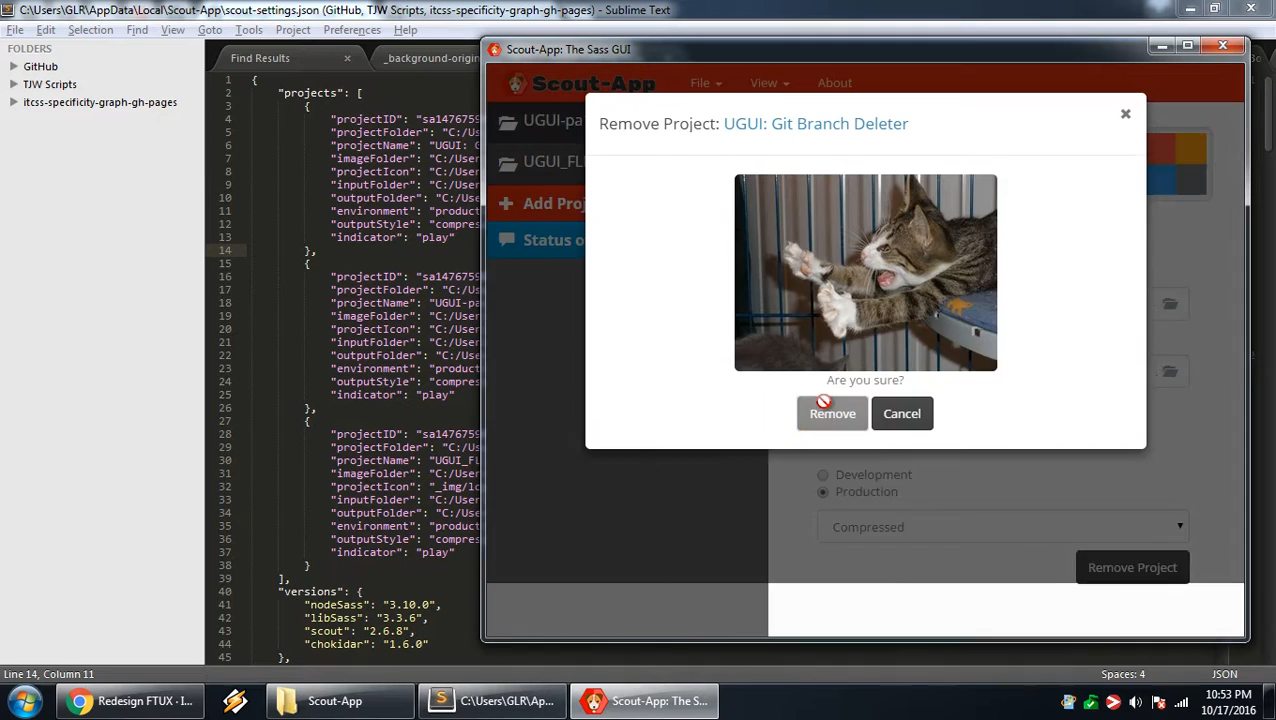 C:\Users\GLR\AppData\Local\Scout-App\scout-settings.json (GitHub, TJW Scripts, itcss-specificity-graph-gh-pages) - Sublime Text
File Edit Selection Find View Goto Tools Project Preferences Help
FOLDERS
GitHub
TJW Scripts
itcss-specificity-graph-gh-pages
Find Results
_background-origin
1 {
2 "projects": [
3 {
4 "projectID": "sa1476759
5 "projectFolder": "C:/
6 "projectName": "UGUI: G
7 "imageFolder": "C:/User
8 "projectIcon": "C:/User
9 "inputFolder": "C:/User
10 "outputFolder": "C:/Use
11 "environment": "product
12 "outputStyle": "compres
13 "indicator": "play"
14 },
15 {
16 "projectID": "sa1476759
17 "projectFolder": "C:/Us
18 "projectName": "UGUI-pa
19 "imageFolder": "C:/User
20 "projectIcon": "C:/User
21 "inputFolder": "C:/User
22 "outputFolder": "C:/Use
23 "environment": "product
24 "outputStyle": "compres
25 "indicator": "play"
26 },
27 {
28 "projectID": "sa1476759
29 "projectFolder": "C:/Us
30 "projectName": "UGUI_FL
31 "imageFolder": "C:/User
32 "projectIcon": "_img/lo
33 "inputFolder": "C:/User
34 "outputFolder": "C:/Use
35 "environment": "product
36 "outputStyle": "compres
37 "indicator": "play"
38 }
39 ],
40 "versions": {
41 "nodeSass": "3.10.0",
42 "libSass": "3.3.6",
43 "scout": "2.6.8",
44 "chokidar": "1.6.0"
45 },
Scout-App: The Sass GUI
Scout-App File View About
UGUI-pa
UGUI_FL
Add Proj
Status o
Remove Project: UGUI: Git Branch Deleter
Are you sure?
Remove Cancel
Development
Production
Compressed
Remove Project
Line 14, Column 11 Spaces: 4 JSON
Redesign FTUX - I...
Scout-App
C:\Users\GLR\App...
Scout-App: The S...
10:53 PM
10/17/2016